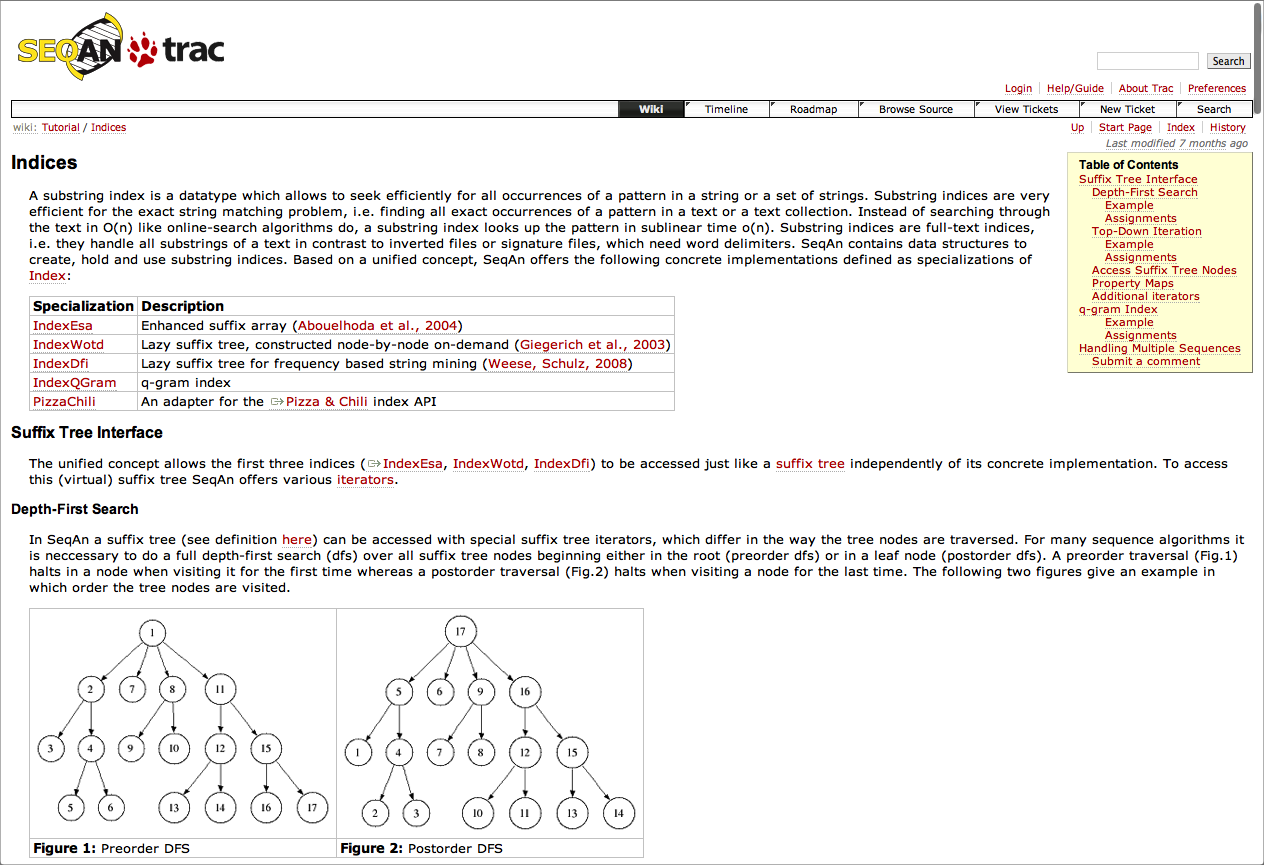 SEQAN trac
Search
Login Help/Guide About Trac Preferences
Wiki Timeline Roadmap Browse Source View Tickets New Ticket Search
wiki: Tutorial / Indices
Up Start Page Index History
Last modified 7 months ago
Indices
A substring index is a datatype which allows to seek efficiently for all occurrences of a pattern in a string or a set of strings. Substring indices are very
efficient for the exact string matching problem, i.e. finding all exact occurrences of a pattern in a text or a text collection. Instead of searching through
the text in O(n) like online-search algorithms do, a substring index looks up the pattern in sublinear time o(n). Substring indices are full-text indices,
i.e. they handle all substrings of a text in contrast to inverted files or signature files, which need word delimiters. SeqAn contains data structures to
create, hold and use substring indices. Based on a unified concept, SeqAn offers the following concrete implementations defined as specializations of
Index:
Table of Contents
Suffix Tree Interface
Depth-First Search
Example
Assignments
Top-Down Iteration
Example
Assignments
Access Suffix Tree Nodes
Property Maps
Additional iterators
q-gram Index
Example
Assignments
Handling Multiple Sequences
Submit a comment
Specialization Description
IndexEsa Enhanced suffix array (Abouelhoda et al., 2004)
IndexWotd Lazy suffix tree, constructed node-by-node on-demand (Giegerich et al., 2003)
IndexDfi Lazy suffix tree for frequency based string mining (Weese, Schulz, 2008)
IndexQGram q-gram index
PizzaChili An adapter for the Pizza & Chili index API
Suffix Tree Interface
The unified concept allows the first three indices (IndexEsa, IndexWotd, IndexDfi) to be accessed just like a suffix tree independently of its concrete implementation. To access
this (virtual) suffix tree SeqAn offers various iterators.
Depth-First Search
In SeqAn a suffix tree (see definition here) can be accessed with special suffix tree iterators, which differ in the way the tree nodes are traversed. For many sequence algorithms it
is neccessary to do a full depth-first search (dfs) over all suffix tree nodes beginning either in the root (preorder dfs) or in a leaf node (postorder dfs). A preorder traversal (Fig.1)
halts in a node when visiting it for the first time whereas a postorder traversal (Fig.2) halts when visiting a node for the last time. The following two figures give an example in
which order the tree nodes are visited.
1
2 7 8 11
3 4 9 10 12 15
5 6 13 14 16 17
Figure 1: Preorder DFS
17
5 6 9 16
1 4 7 8 12 15
2 3 10 11 13 14
Figure 2: Postorder DFS